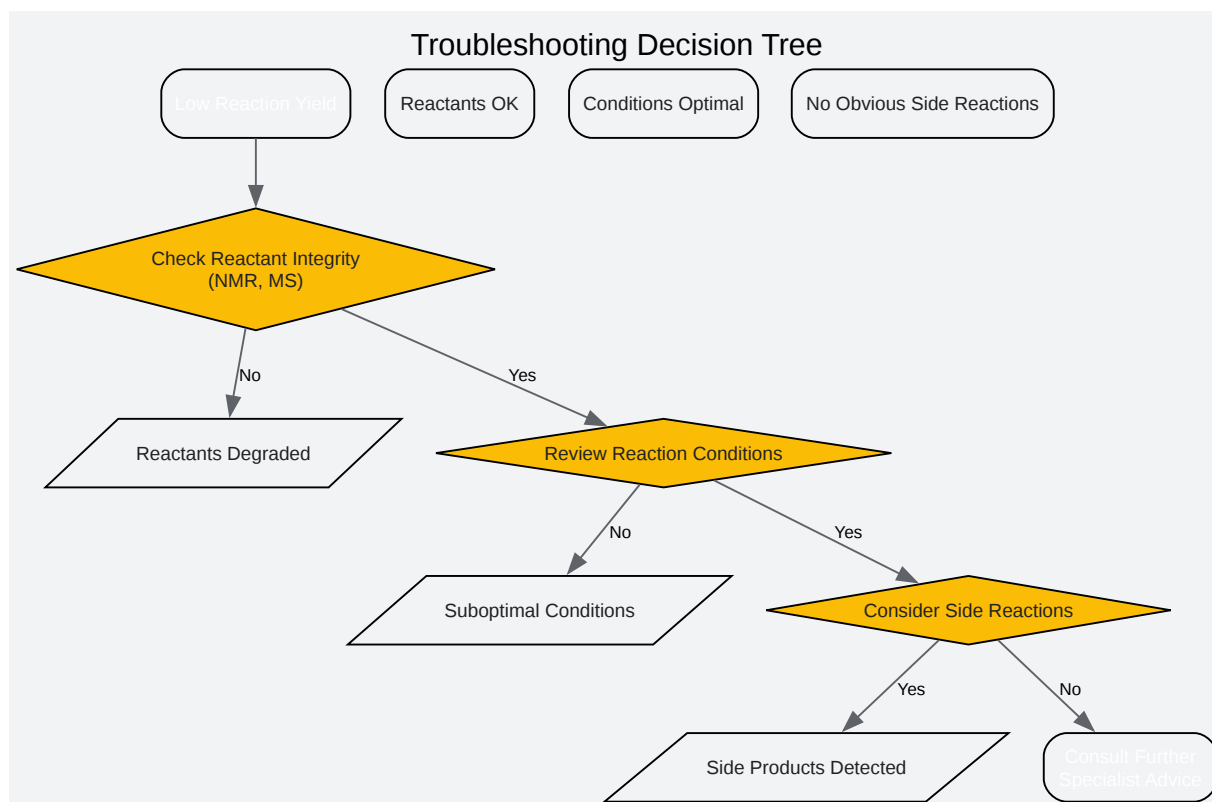 Troubleshooting Decision Tree
Low Reaction Yield
Reactants OK
Conditions Optimal
No Obvious Side Reactions
Check Reactant Integrity
(NMR, MS)
No
Yes
Reactants Degraded
Review Reaction Conditions
No
Yes
Suboptimal Conditions
Consider Side Reactions
Yes
No
Side Products Detected
Consult Further
Specialist Advice